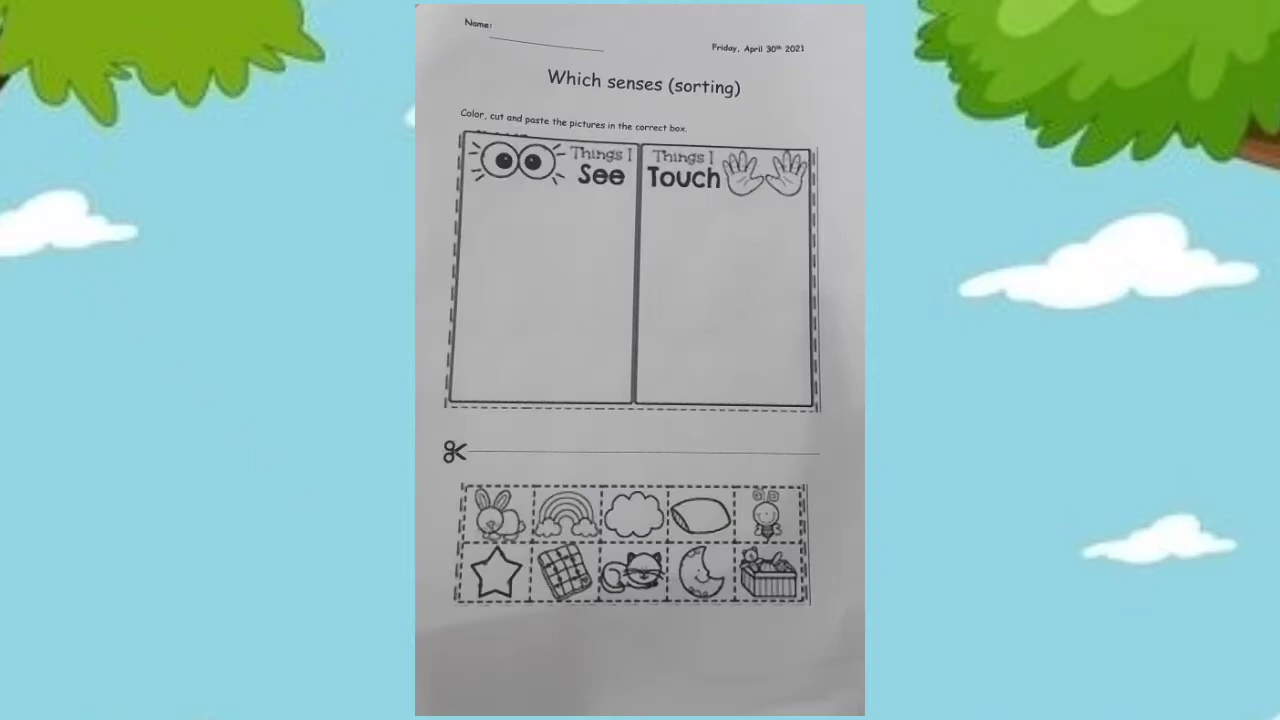 Name:
Friday, April 30th 2021
Which senses (sorting)
Color, cut and paste the pictures in the correct box.
Things I
See
Things I
Touch